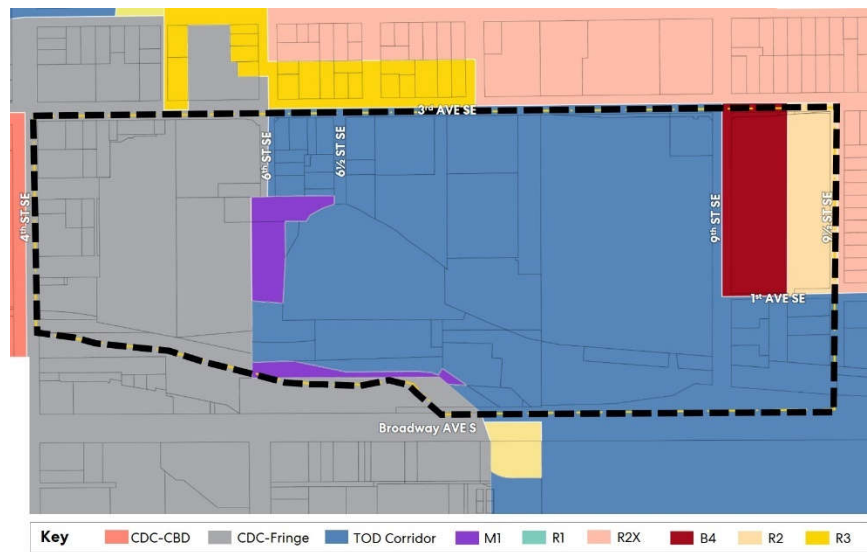 3rd AVE SE
4th ST SE
6th ST SE
6½ ST SE
9th ST SE
9½ ST SE
1st AVE SE
Broadway AVE S
Key CDC-CBD CDC-Fringe TOD Corridor M1 R1 R2X B4 R2 R3